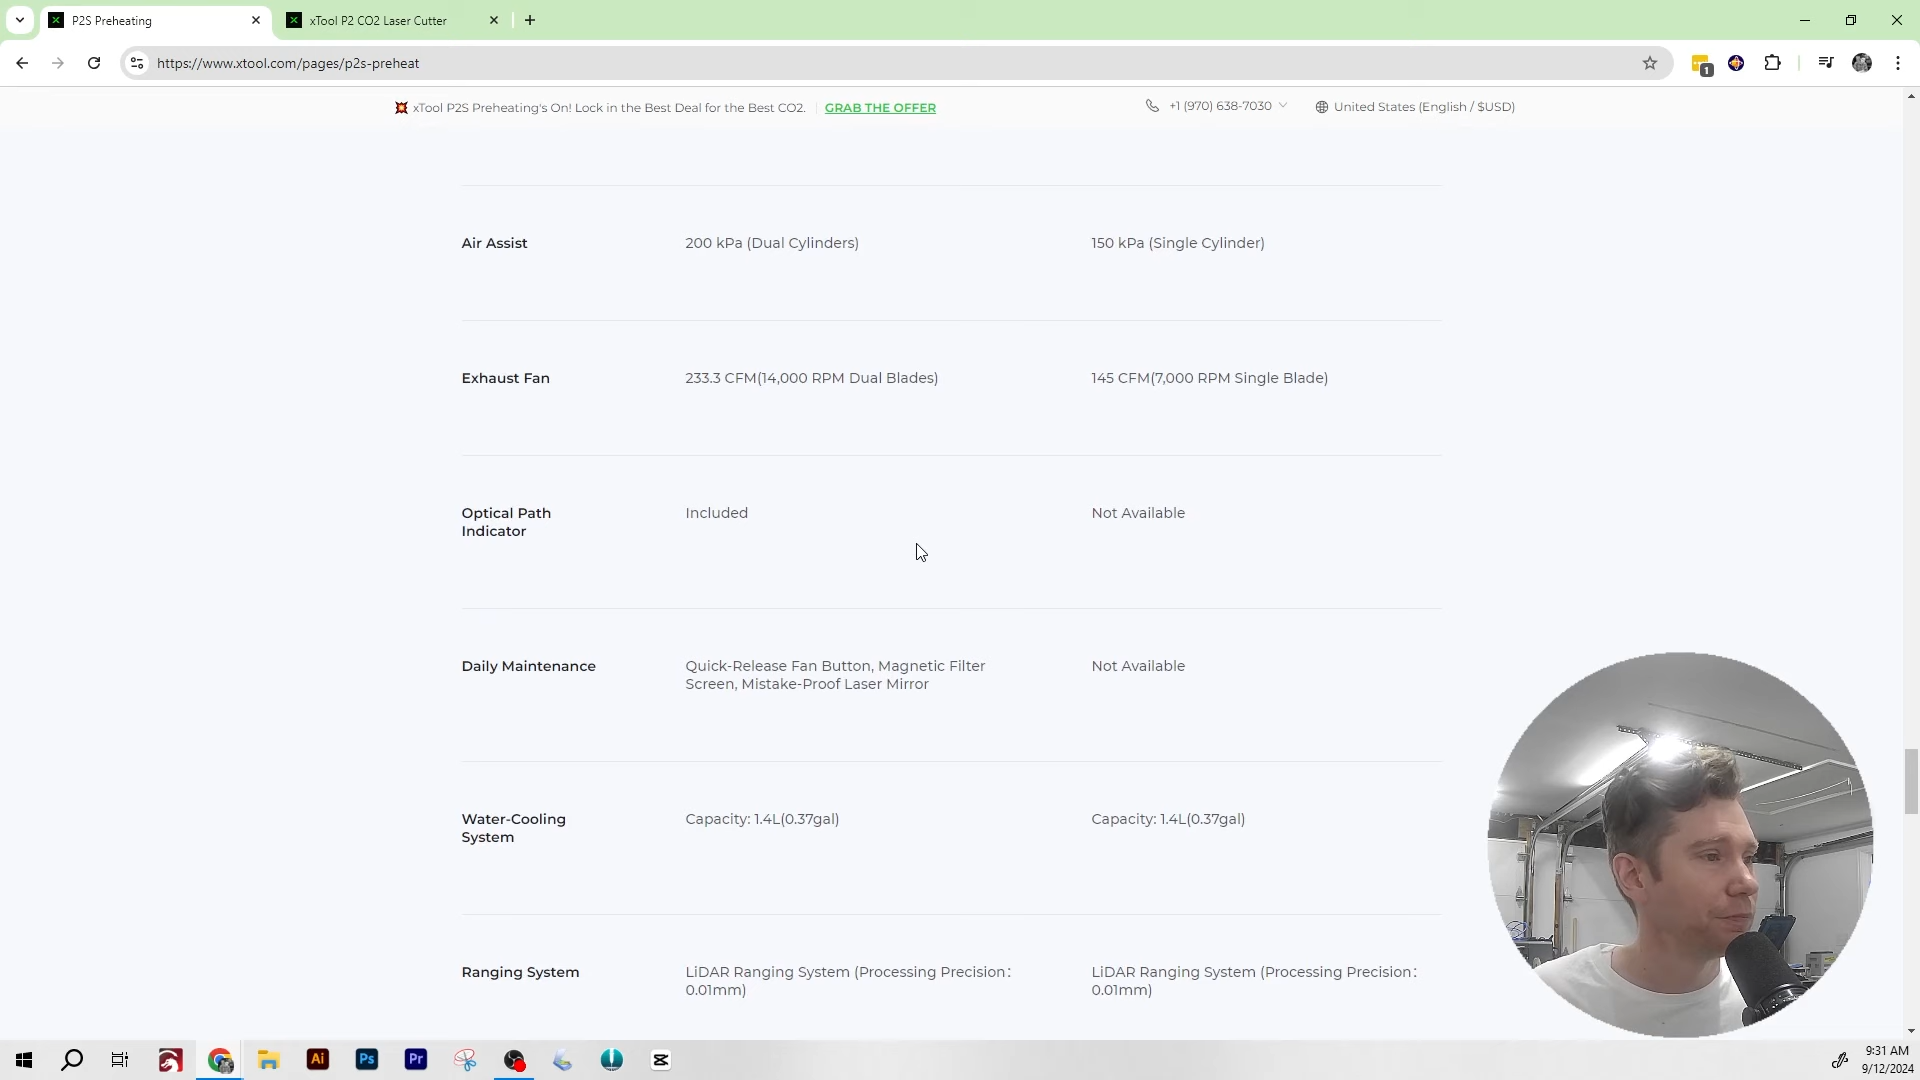 P2S Preheating
xTool P2 CO2 Laser Cutter
https://www.xtool.com/pages/p2s-preheat
1
xTool P2S Preheating's On! Lock in the Best Deal for the Best CO2.
GRAB THE OFFER
+1 (970) 638-7030
United States (English / $USD)
Air Assist
200 kPa (Dual Cylinders)
150 kPa (Single Cylinder)
Exhaust Fan
233.3 CFM(14,000 RPM Dual Blades)
145 CFM(7,000 RPM Single Blade)
Optical Path
Indicator
Included
Not Available
Daily Maintenance
Quick-Release Fan Button, Magnetic Filter
Screen, Mistake-Proof Laser Mirror
Not Available
Water-Cooling
System
Capacity: 1.4L(0.37gal)
Capacity: 1.4L(0.37gal)
Ranging System
LiDAR Ranging System (Processing Precision：
0.01mm)
LiDAR Ranging System (Processing Precision：
0.01mm)
Ai
Ps
Pr
9:31 AM
9/12/2024